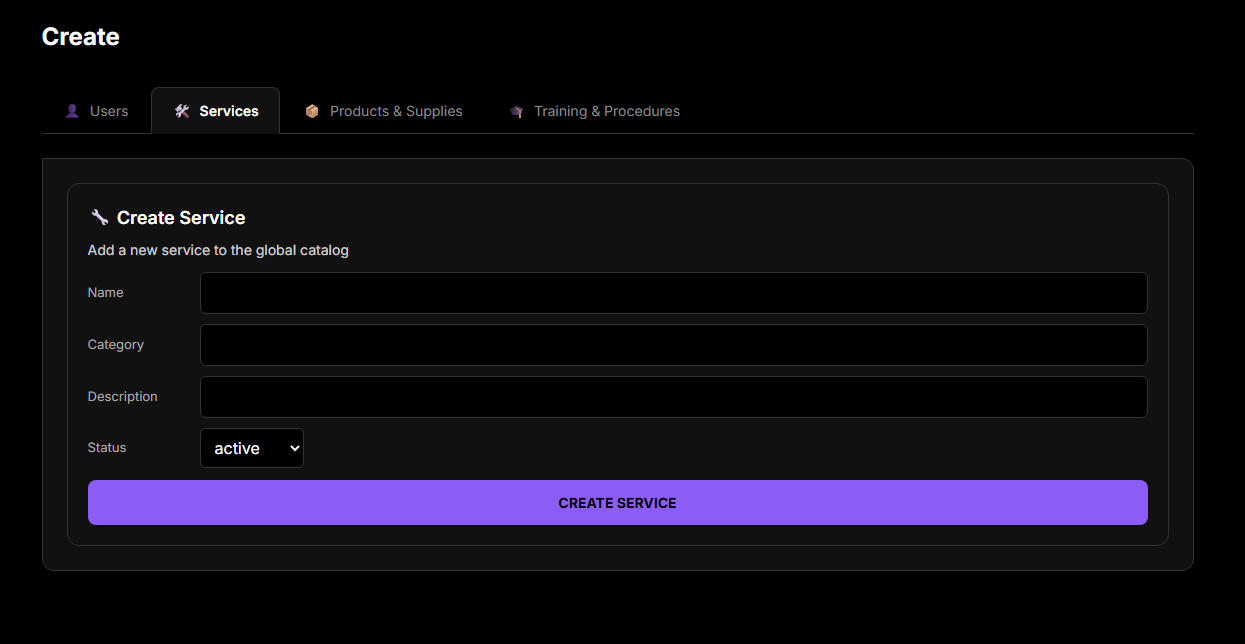 Create
Users Services Products & Supplies Training & Procedures
Create Service
Add a new service to the global catalog
Name
Category
Description
Status active
CREATE SERVICE